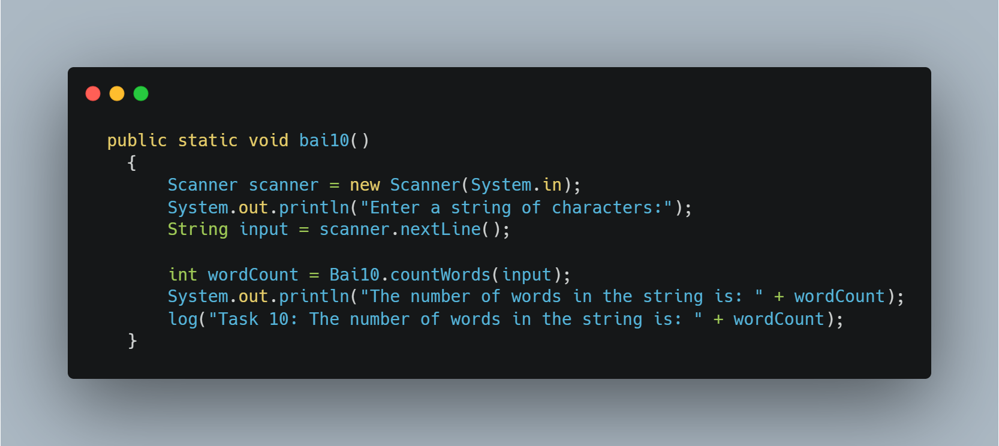 public static void bai10()
{
Scanner scanner = new Scanner(System.in);
System.out.println("Enter a string of characters:");
String input = scanner.nextLine();
int wordCount = Bai10.countWords(input);
System.out.println("The number of words in the string is: " + wordCount);
log("Task 10: The number of words in the string is: " + wordCount);
}